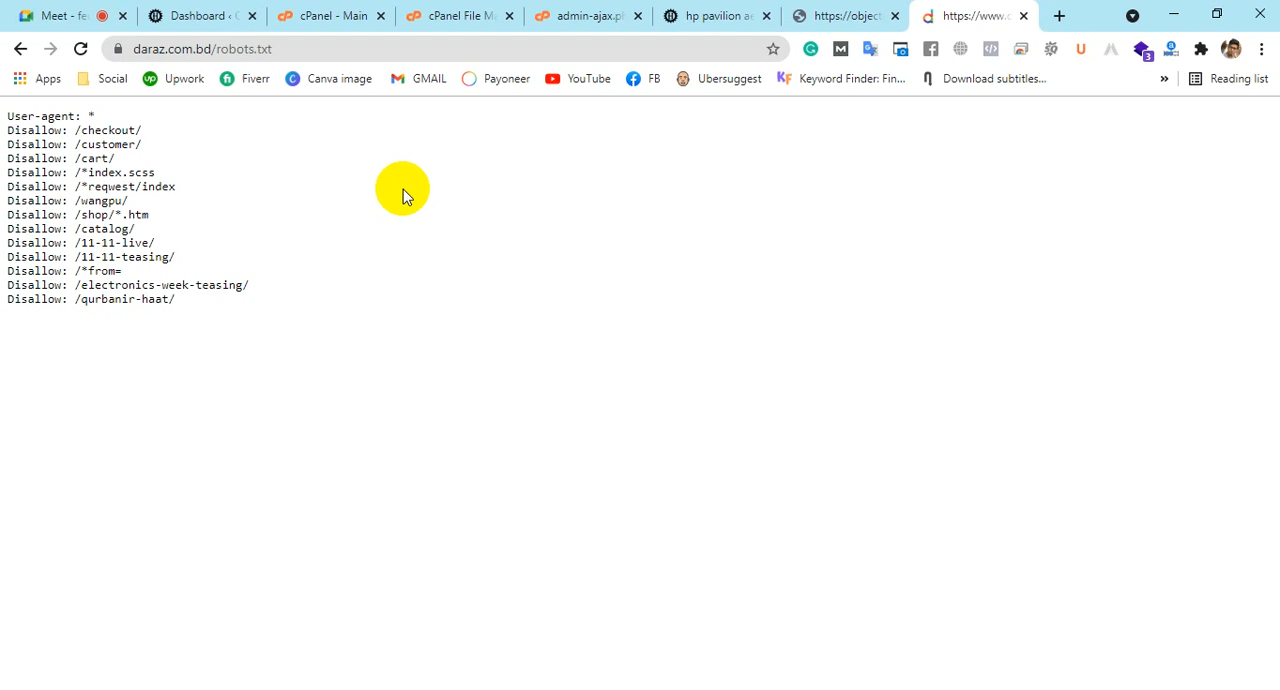 Meet - fe
Dashboard ‹
cPanel - Main
cPanel File M
admin-ajax.ph
hp pavilion ae
https://object
https://www.
daraz.com.bd/robots.txt
Apps
Social
Upwork
Fiverr
Canva image
GMAIL
Payoneer
YouTube
FB
Ubersuggest
Keyword Finder: Fin...
Download subtitles...
»
Reading list
User-agent: *
Disallow: /checkout/
Disallow: /customer/
Disallow: /cart/
Disallow: /*index.scss
Disallow: /*reqwest/index
Disallow: /wangpu/
Disallow: /shop/*.htm
Disallow: /catalog/
Disallow: /11-11-live/
Disallow: /11-11-teasing/
Disallow: /*from=
Disallow: /electronics-week-teasing/
Disallow: /qurbanir-haat/